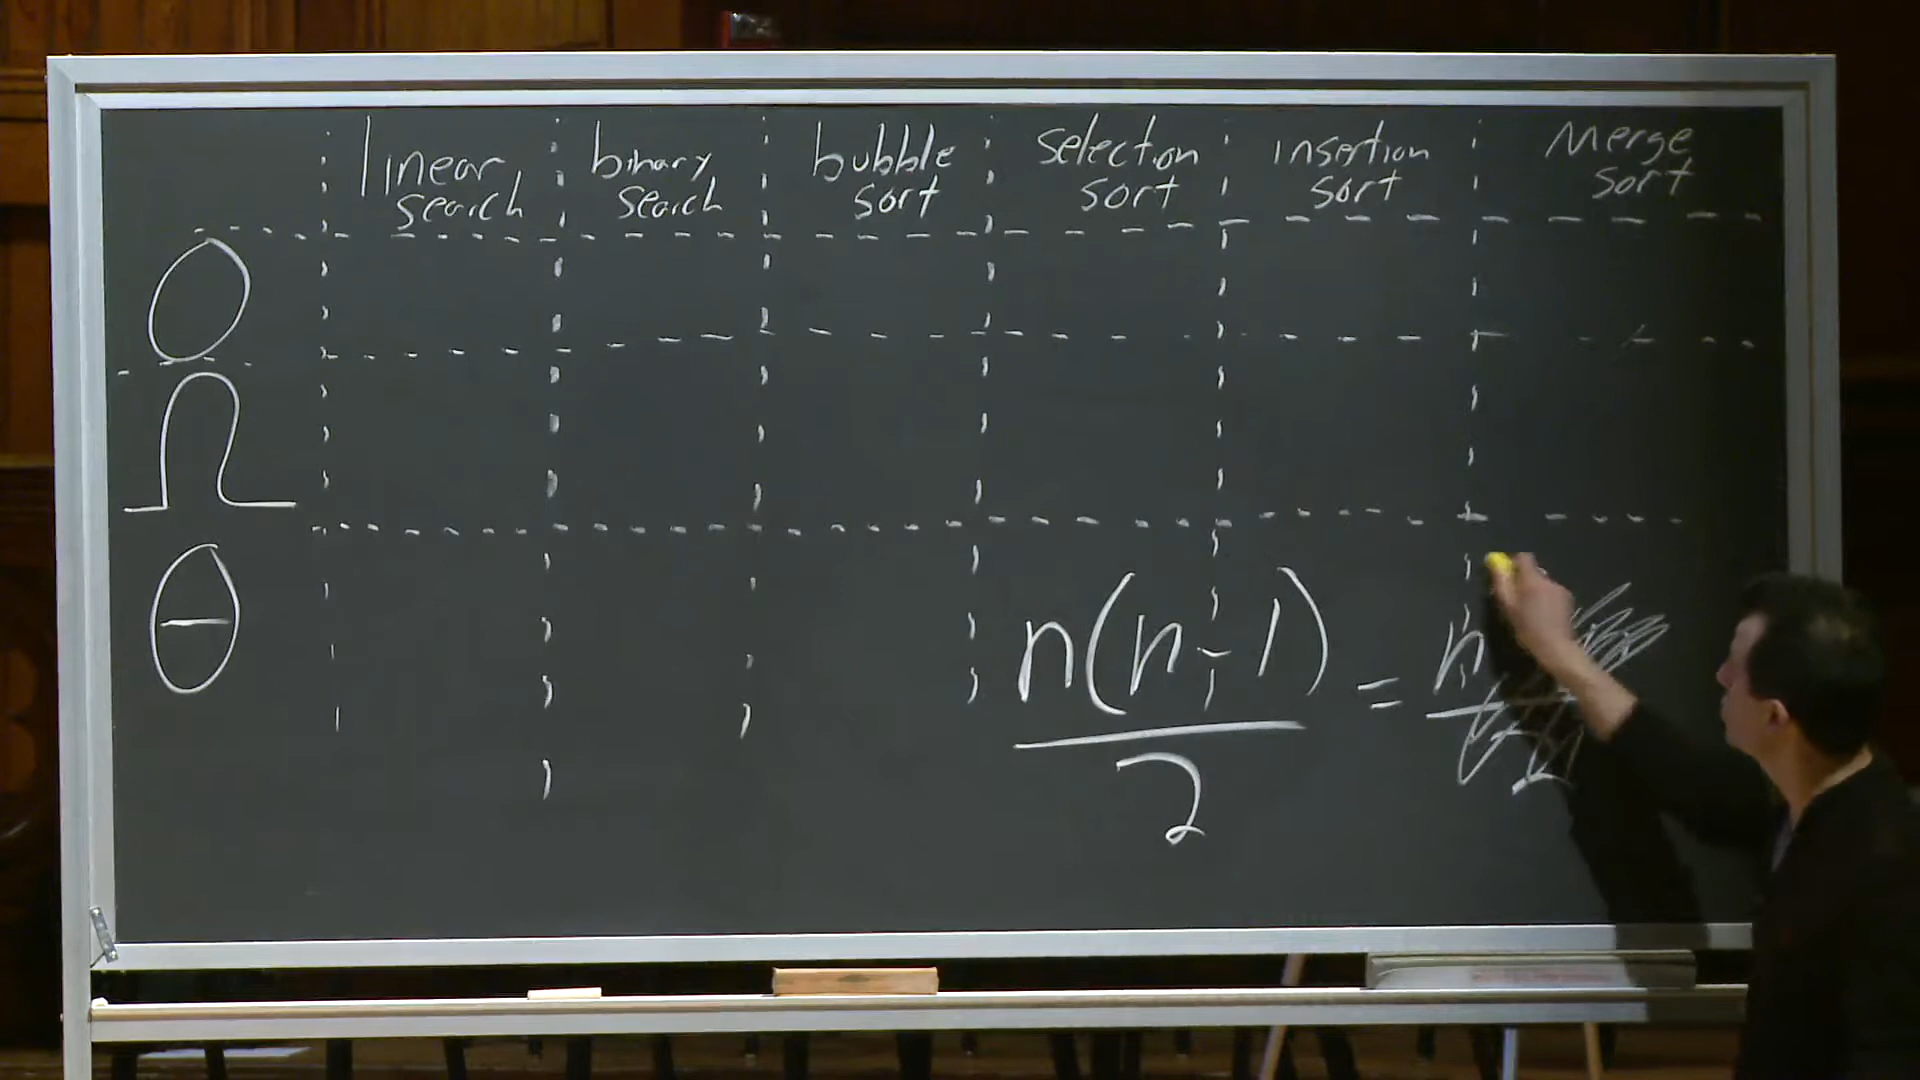 linear search
binary search
bubble sort
selection sort
insertion sort
Merge sort
O
Ω
Θ
n(n-1)
2
= n